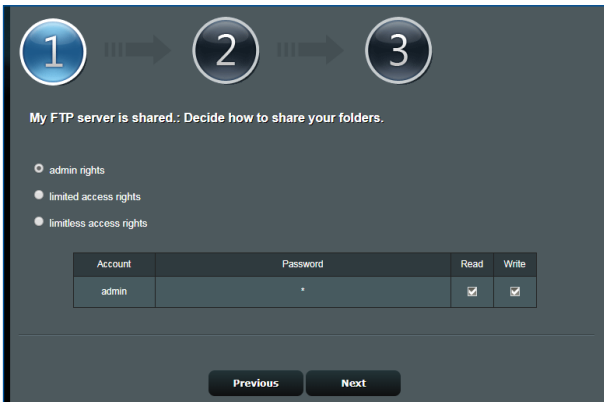 1 2 3
My FTP server is shared.: Decide how to share your folders.
admin rights
limited access rights
limitless access rights
Account Password Read Write
admin *
Previous Next